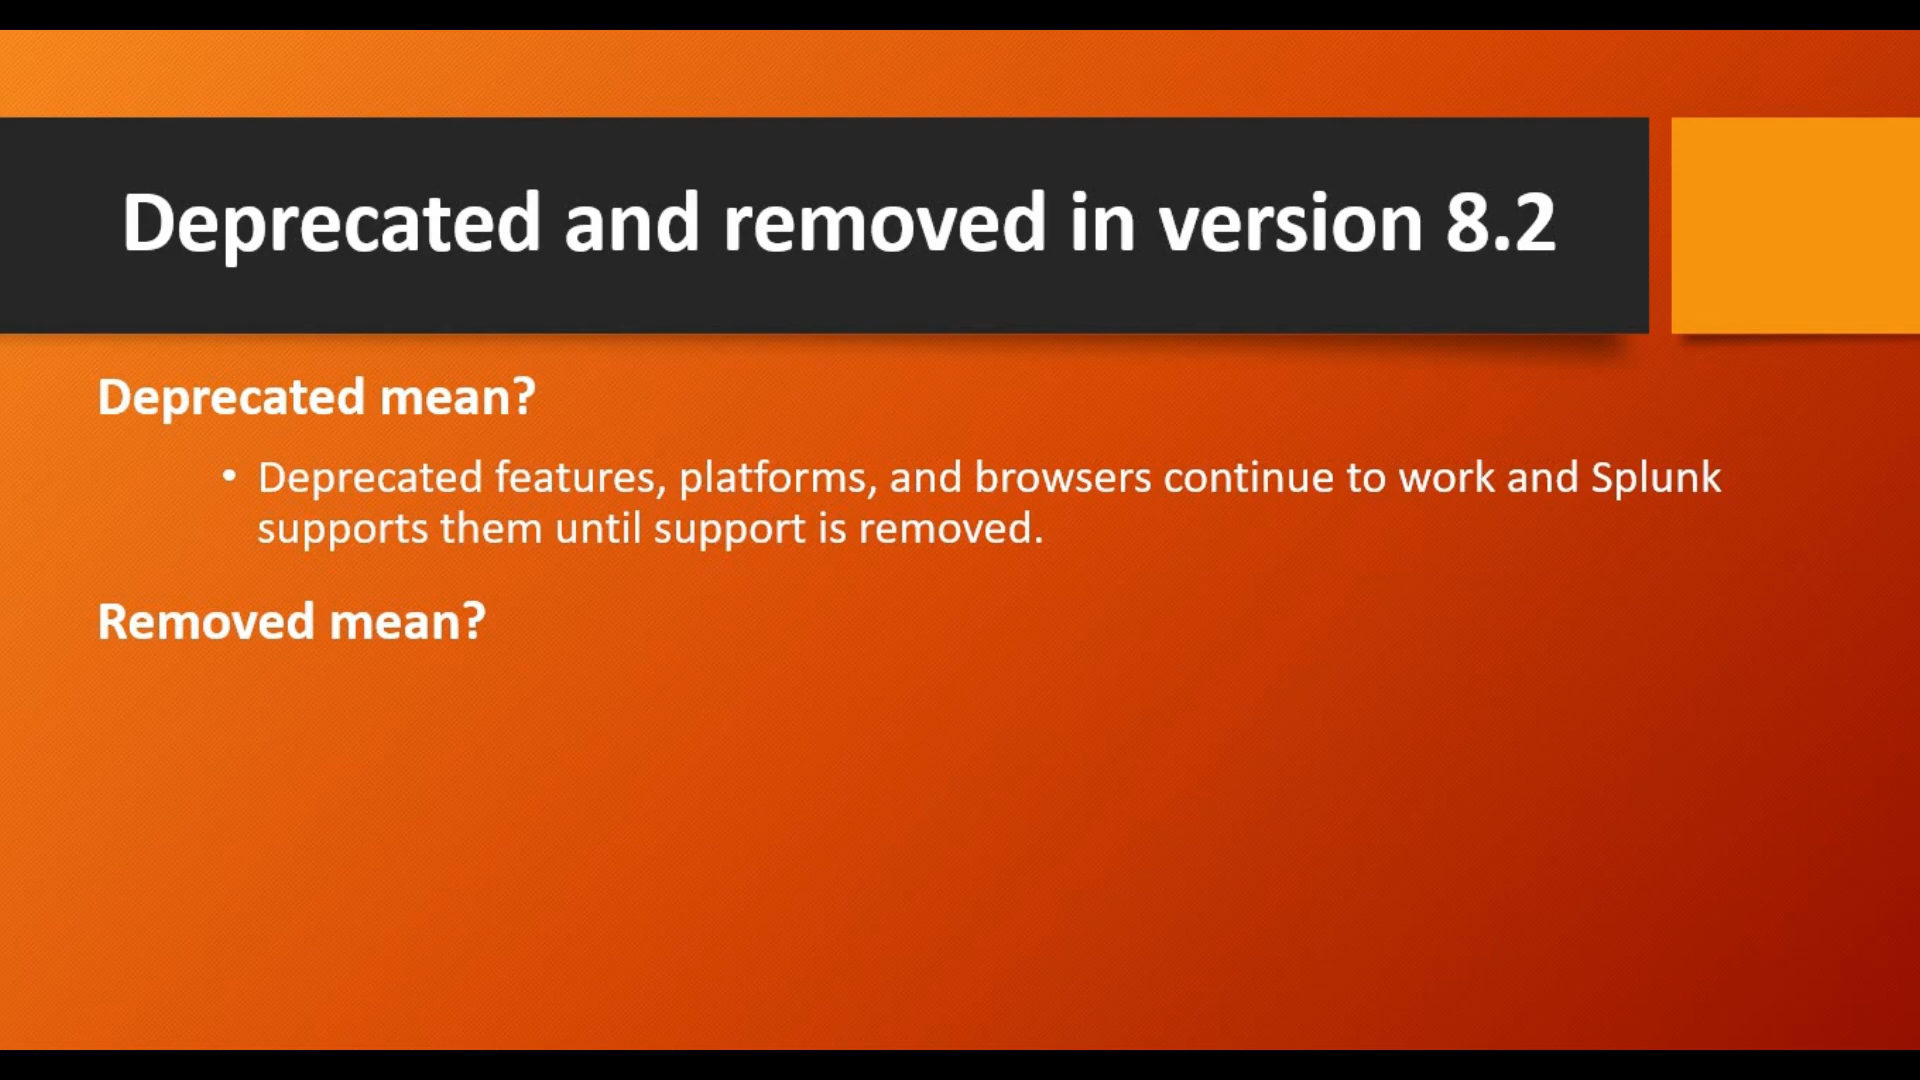 Deprecated and removed in version 8.2
Deprecated mean?
• Deprecated features, platforms, and browsers continue to work and Splunk
supports them until support is removed.
Removed mean?